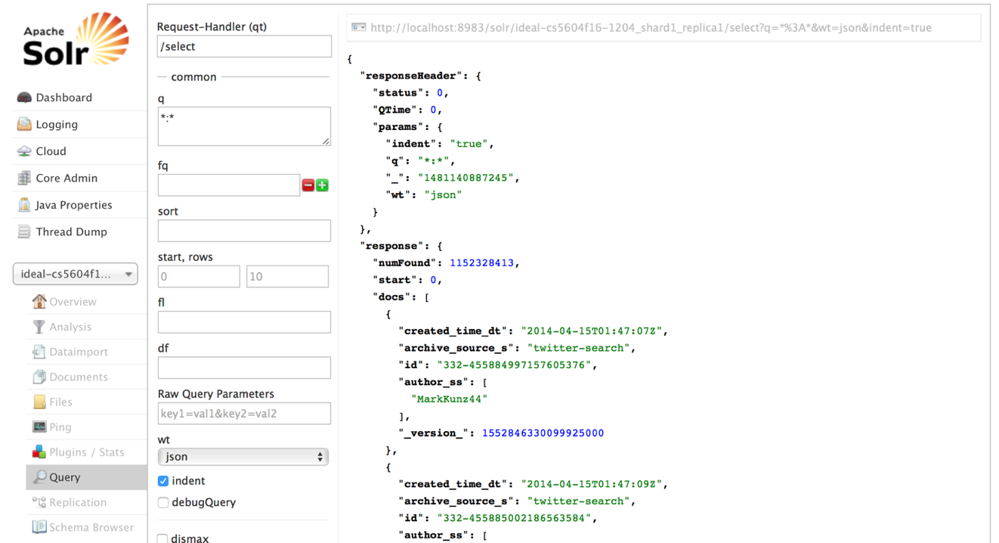 Apache
Solr
Dashboard
Logging
Cloud
Core Admin
Java Properties
Thread Dump
ideal-cs5604f1...
Overview
Analysis
Dataimport
Documents
Files
Ping
Plugins / Stats
Query
Replication
Schema Browser
Request-Handler (qt)
/select
common
q
*:*
fq
sort
start, rows
0 10
fl
df
Raw Query Parameters
key1=val1&key2=val2
wt
json
indent
debugQuery
dismax
http://localhost:8983/solr/ideal-cs5604f16-1204_shard1_replica1/select?q=*%3A*&wt=json&indent=true
{
"responseHeader": {
"status": 0,
"QTime": 0,
"params": {
"indent": "true",
"q": "*:*",
"_": "1481140887245",
"wt": "json"
}
},
"response": {
"numFound": 1152328413,
"start": 0,
"docs": [
{
"created_time_dt": "2014-04-15T01:47:07Z",
"archive_source_s": "twitter-search",
"id": "332-455884997157605376",
"author_ss": [
"MarkKunz44"
],
"_version_": 1552846330099925000
},
{
"created_time_dt": "2014-04-15T01:47:09Z",
"archive_source_s": "twitter-search",
"id": "332-455885002186563584",
"author_ss": [